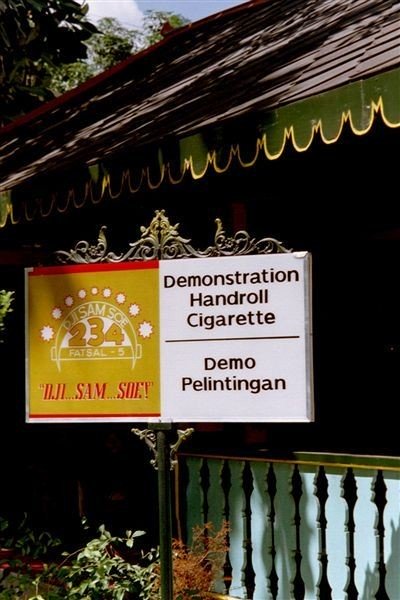 DJI SAM SOE
234
FATSAL - 5
"DJI...SAM...SOE!"
Demonstration
Handroll
Cigarette
Demo
Pelintingan